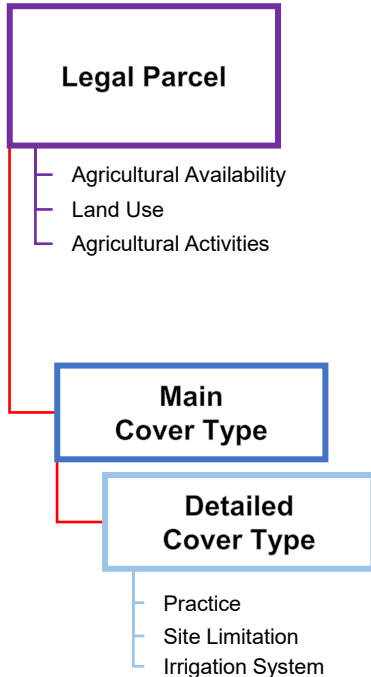 Legal Parcel
Agricultural Availability
Land Use
Agricultural Activities
Main
Cover Type
Detailed
Cover Type
Practice
Site Limitation
Irrigation System